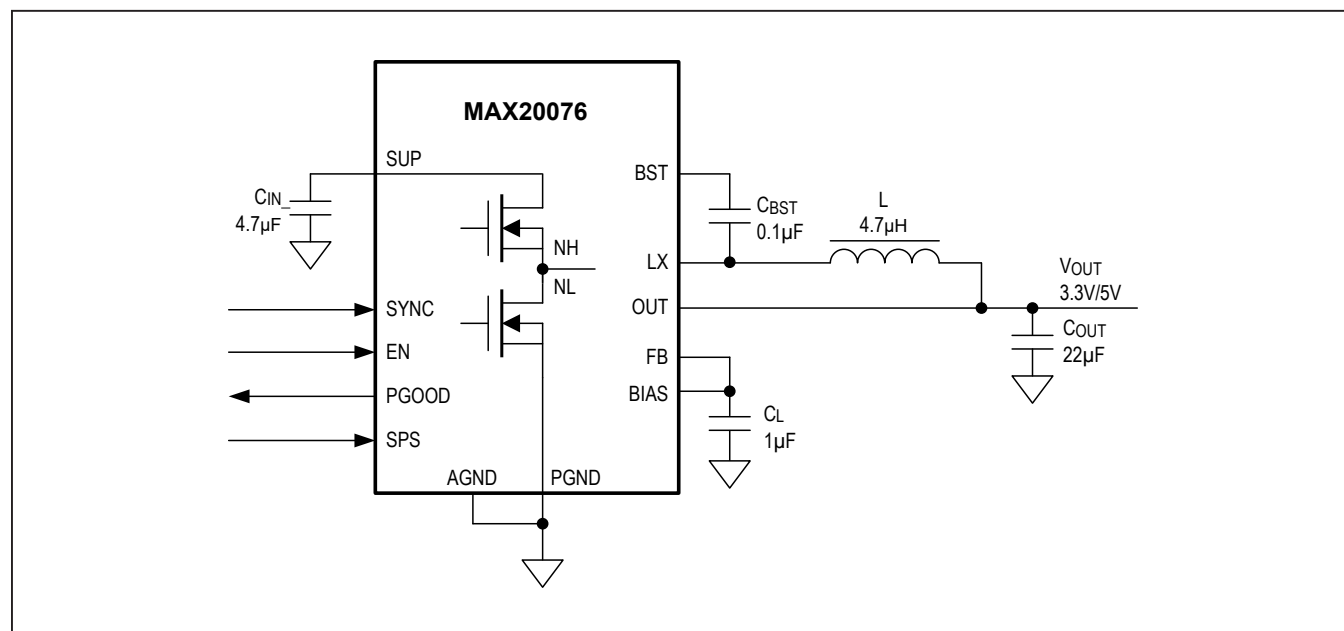 MAX20076
SUP
CIN_
4.7µF
NH
NL
SYNC
EN
PGOOD
SPS
AGND
PGND
BST
LX
OUT
FB
BIAS
CBST
0.1µF
L
4.7µH
VOUT
3.3V/5V
COUT
22µF
CL
1µF